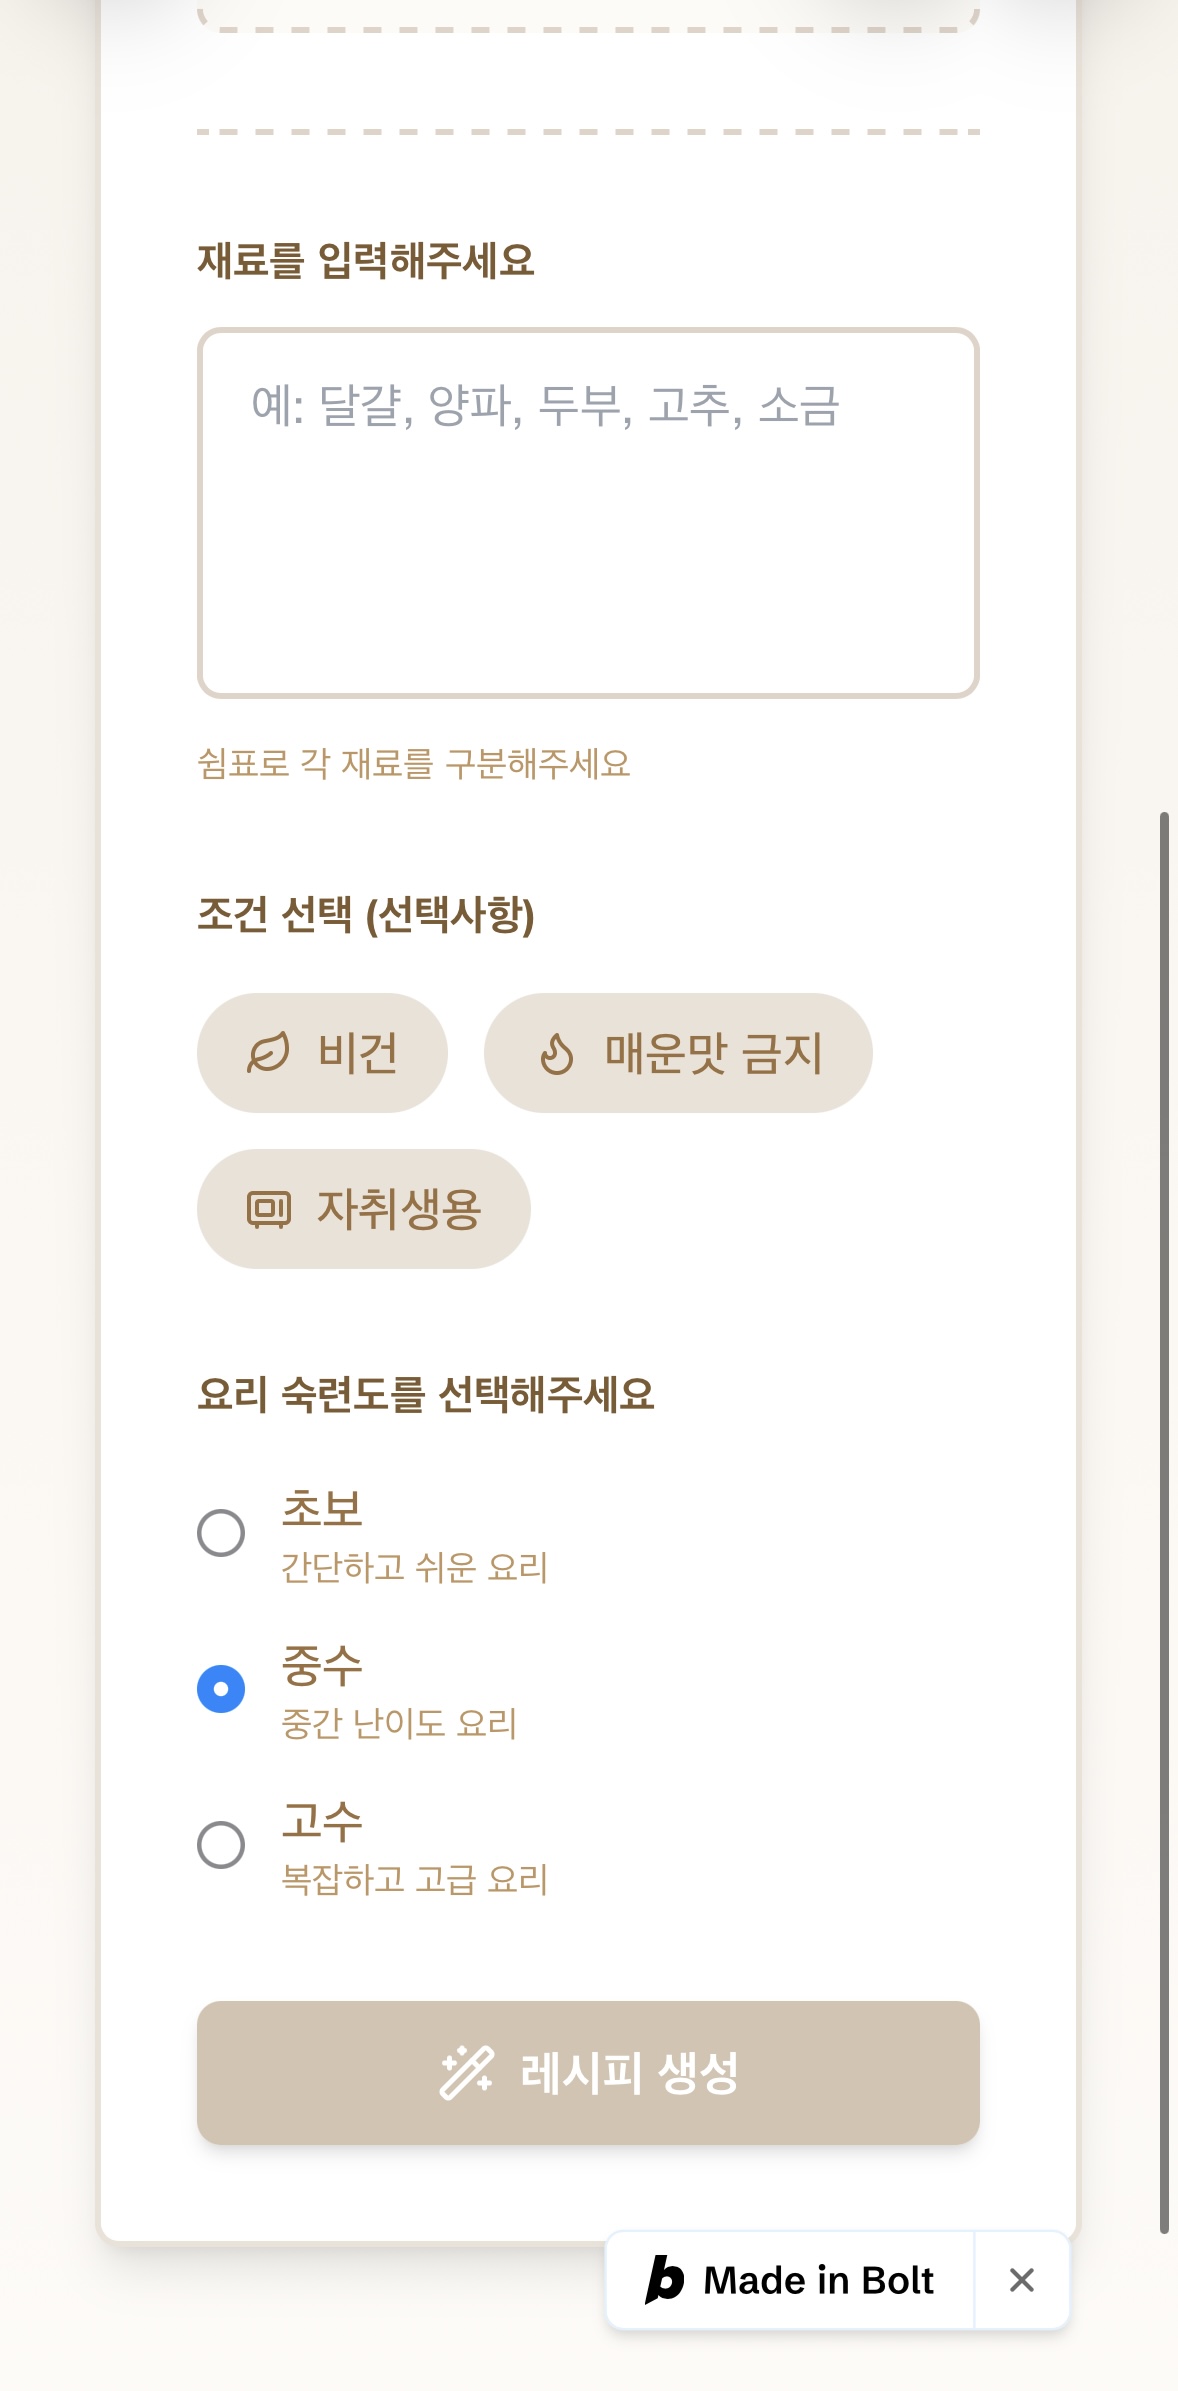 재료를 입력해주세요
예: 달걀, 양파, 두부, 고추, 소금
쉼표로 각 재료를 구분해주세요
조건 선택 (선택사항)
비건
매운맛 금지
자취생용
요리 숙련도를 선택해주세요
초보
간단하고 쉬운 요리
중수
중간 난이도 요리
고수
복잡하고 고급 요리
레시피 생성
b Made in Bolt